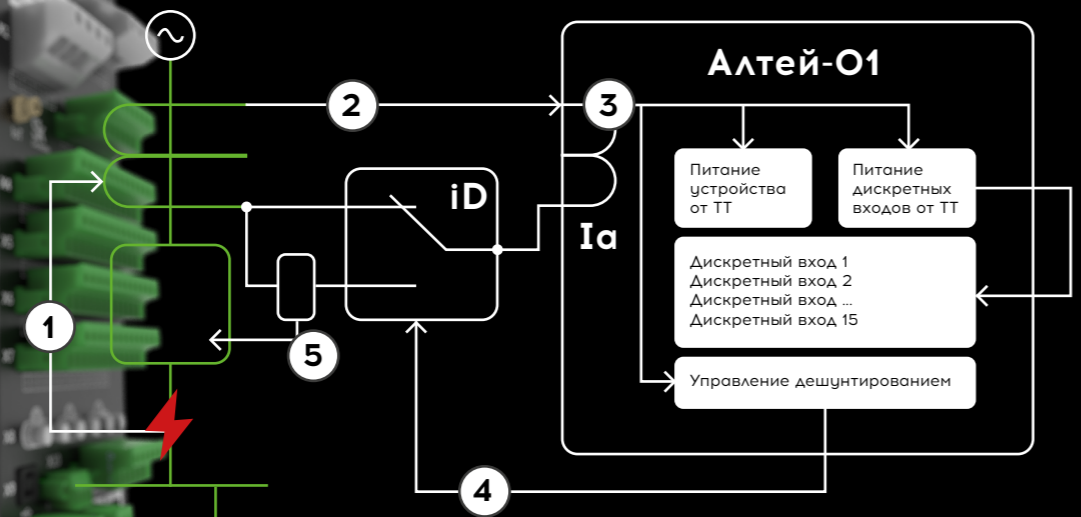 Алтей-01
2
3
iD
Питание
устройства
от ТТ
Питание
дискретных
входов от ТТ
Ia
Дискретный вход 1
Дискретный вход 2
Дискретный вход ...
Дискретный вход 15
1
5
Управление дешунтированием
4